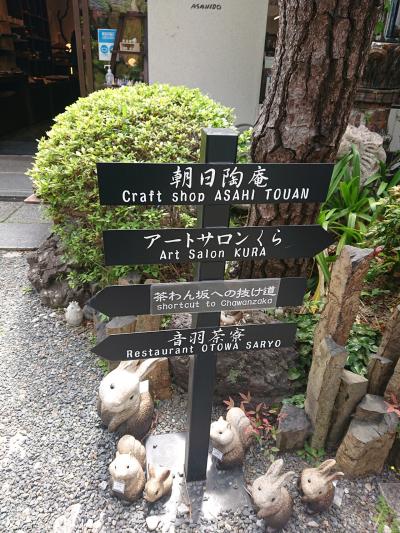 ASAHIDO
朝日陶庵
Craft shop ASAHI TOUAN
アートサロンくら
Art Salon KURA
茶わん坂への抜け道
shortcut to Chawanzaka
音羽茶寮
Restaurant OTOWA SARYO